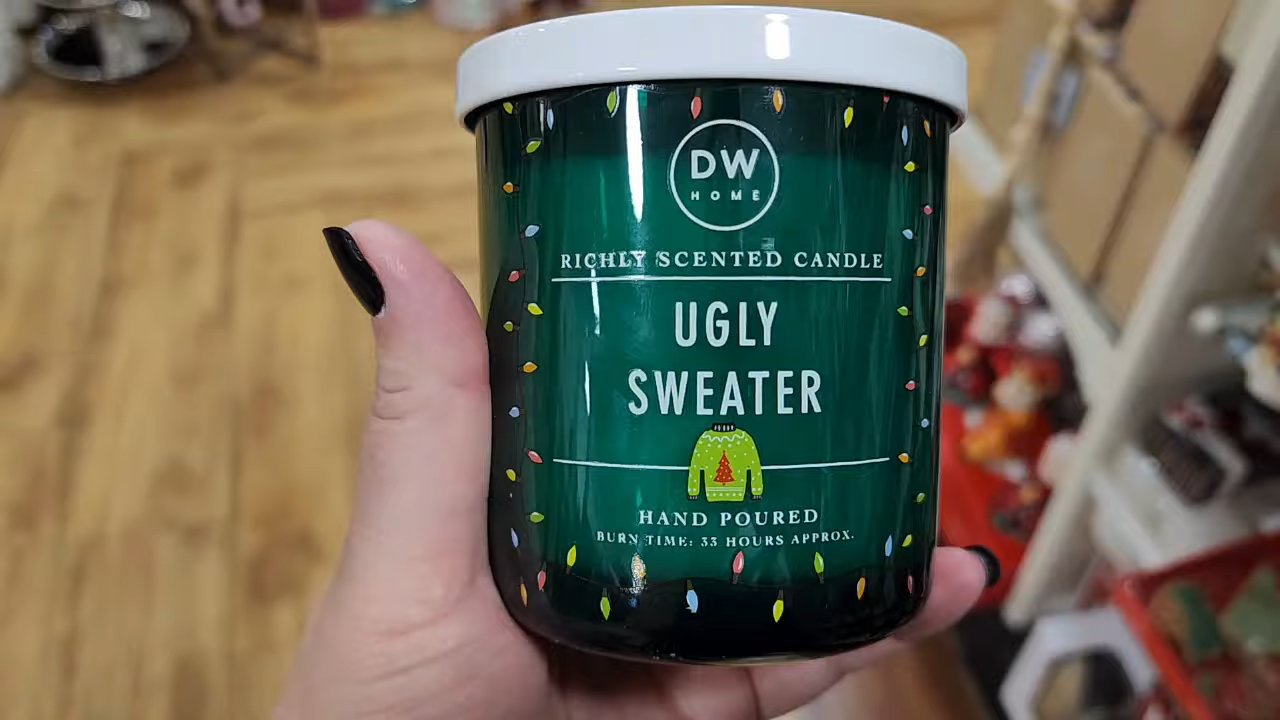 DW
HOME
RICHLY SCENTED CANDLE
UGLY
SWEATER
HAND POURED
BURN TIME: 33 HOURS APPROX.